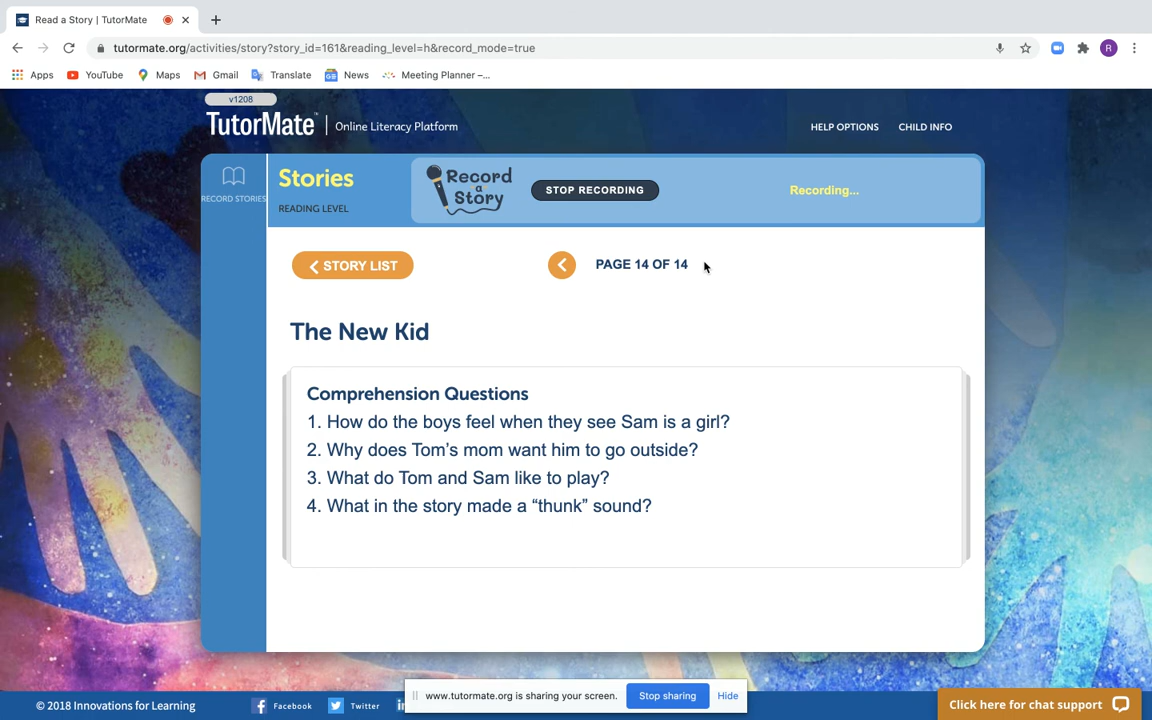 Read a Story | TutorMate
tutormate.org/activities/story?story_id=161&reading_level=h&record_mode=true
R
Apps YouTube Maps Gmail Translate News Meeting Planner –...
v1208
TutorMate | Online Literacy Platform
HELP OPTIONS CHILD INFO
RECORD STORIES
Stories
READING LEVEL
Record
a
Story
STOP RECORDING
Recording...
STORY LIST
PAGE 14 OF 14
The New Kid
Comprehension Questions
1. How do the boys feel when they see Sam is a girl?
2. Why does Tom’s mom want him to go outside?
3. What do Tom and Sam like to play?
4. What in the story made a “thunk” sound?
www.tutormate.org is sharing your screen. Stop sharing Hide
© 2018 Innovations for Learning Facebook Twitter
Click here for chat support